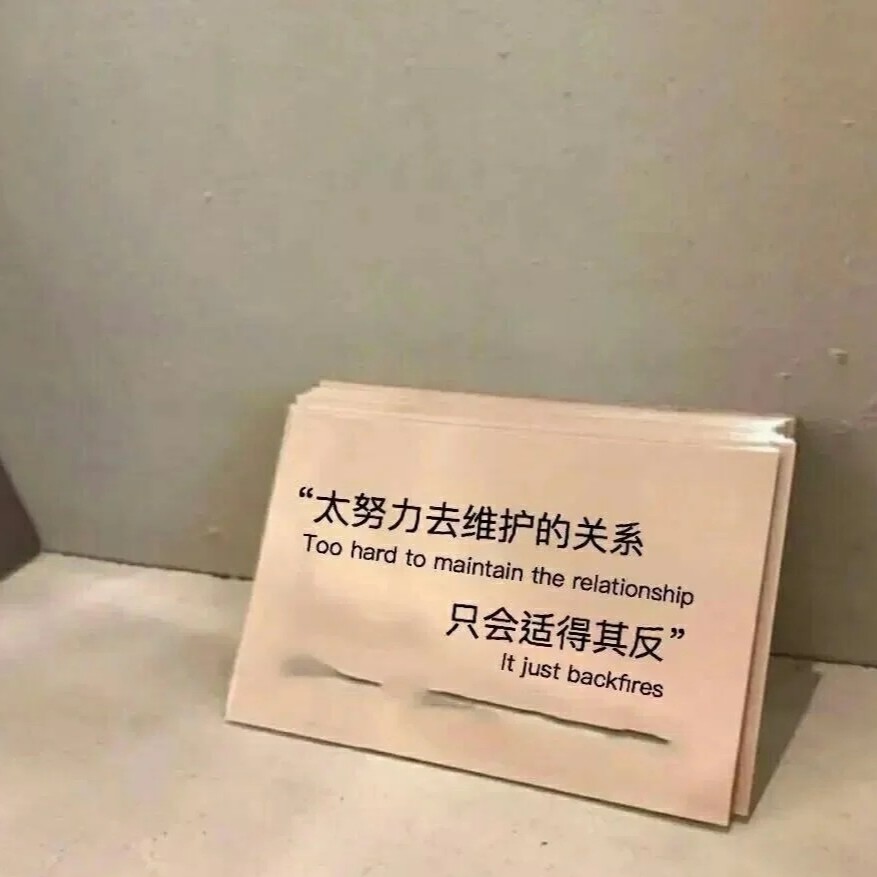 “太努力去维护的关系
Too hard to maintain the relationship
只会适得其反”
It just backfires